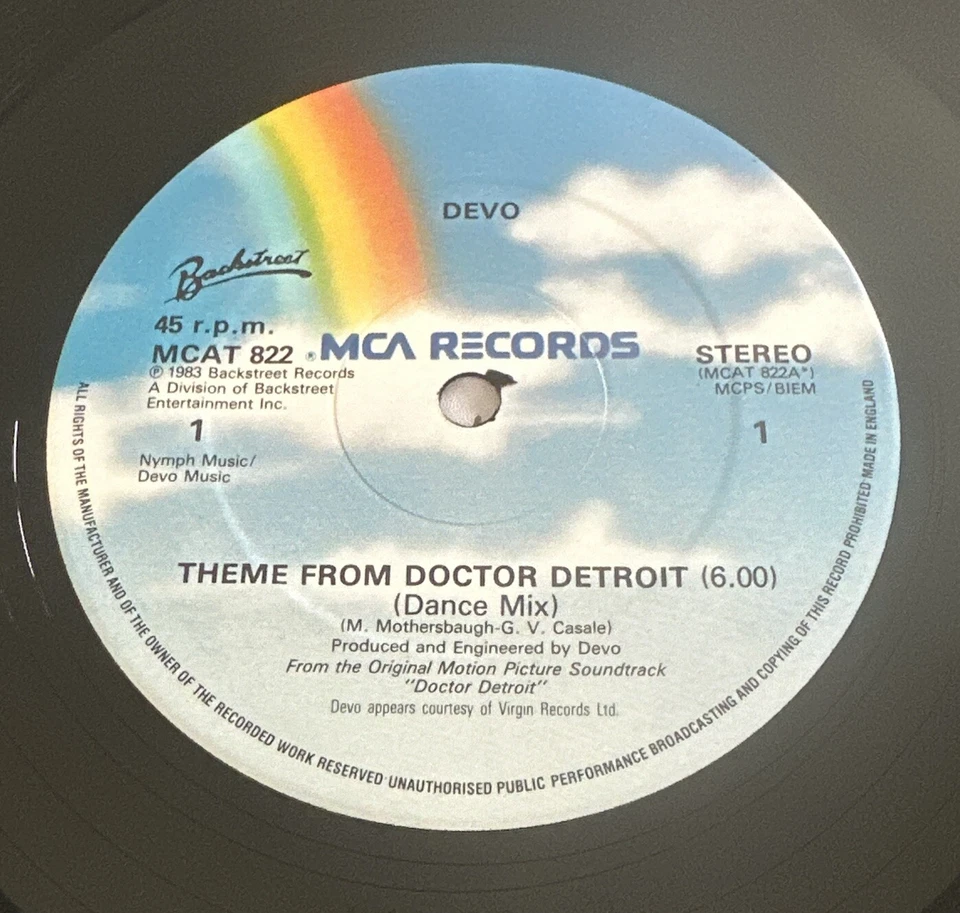 DEVO
Backstreet
45 r.p.m.
MCAT 822
® MCA RECORDS
STEREO
(MCAT 822A*)
MCPS/BIEM
℗ 1983 Backstreet Records
A Division of Backstreet
Entertainment Inc.
1
1
Nymph Music/
Devo Music
THEME FROM DOCTOR DETROIT (6.00)
(Dance Mix)
(M. Mothersbaugh-G. V. Casale)
Produced and Engineered by Devo
From the Original Motion Picture Soundtrack
"Doctor Detroit"
Devo appears courtesy of Virgin Records Ltd.
ALL RIGHTS OF THE MANUFACTURER AND OF THE OWNER OF THE RECORDED WORK RESERVED UNAUTHORISED PUBLIC PERFORMANCE BROADCASTING AND COPYING OF THIS RECORD PROHIBITED MADE IN ENGLAND